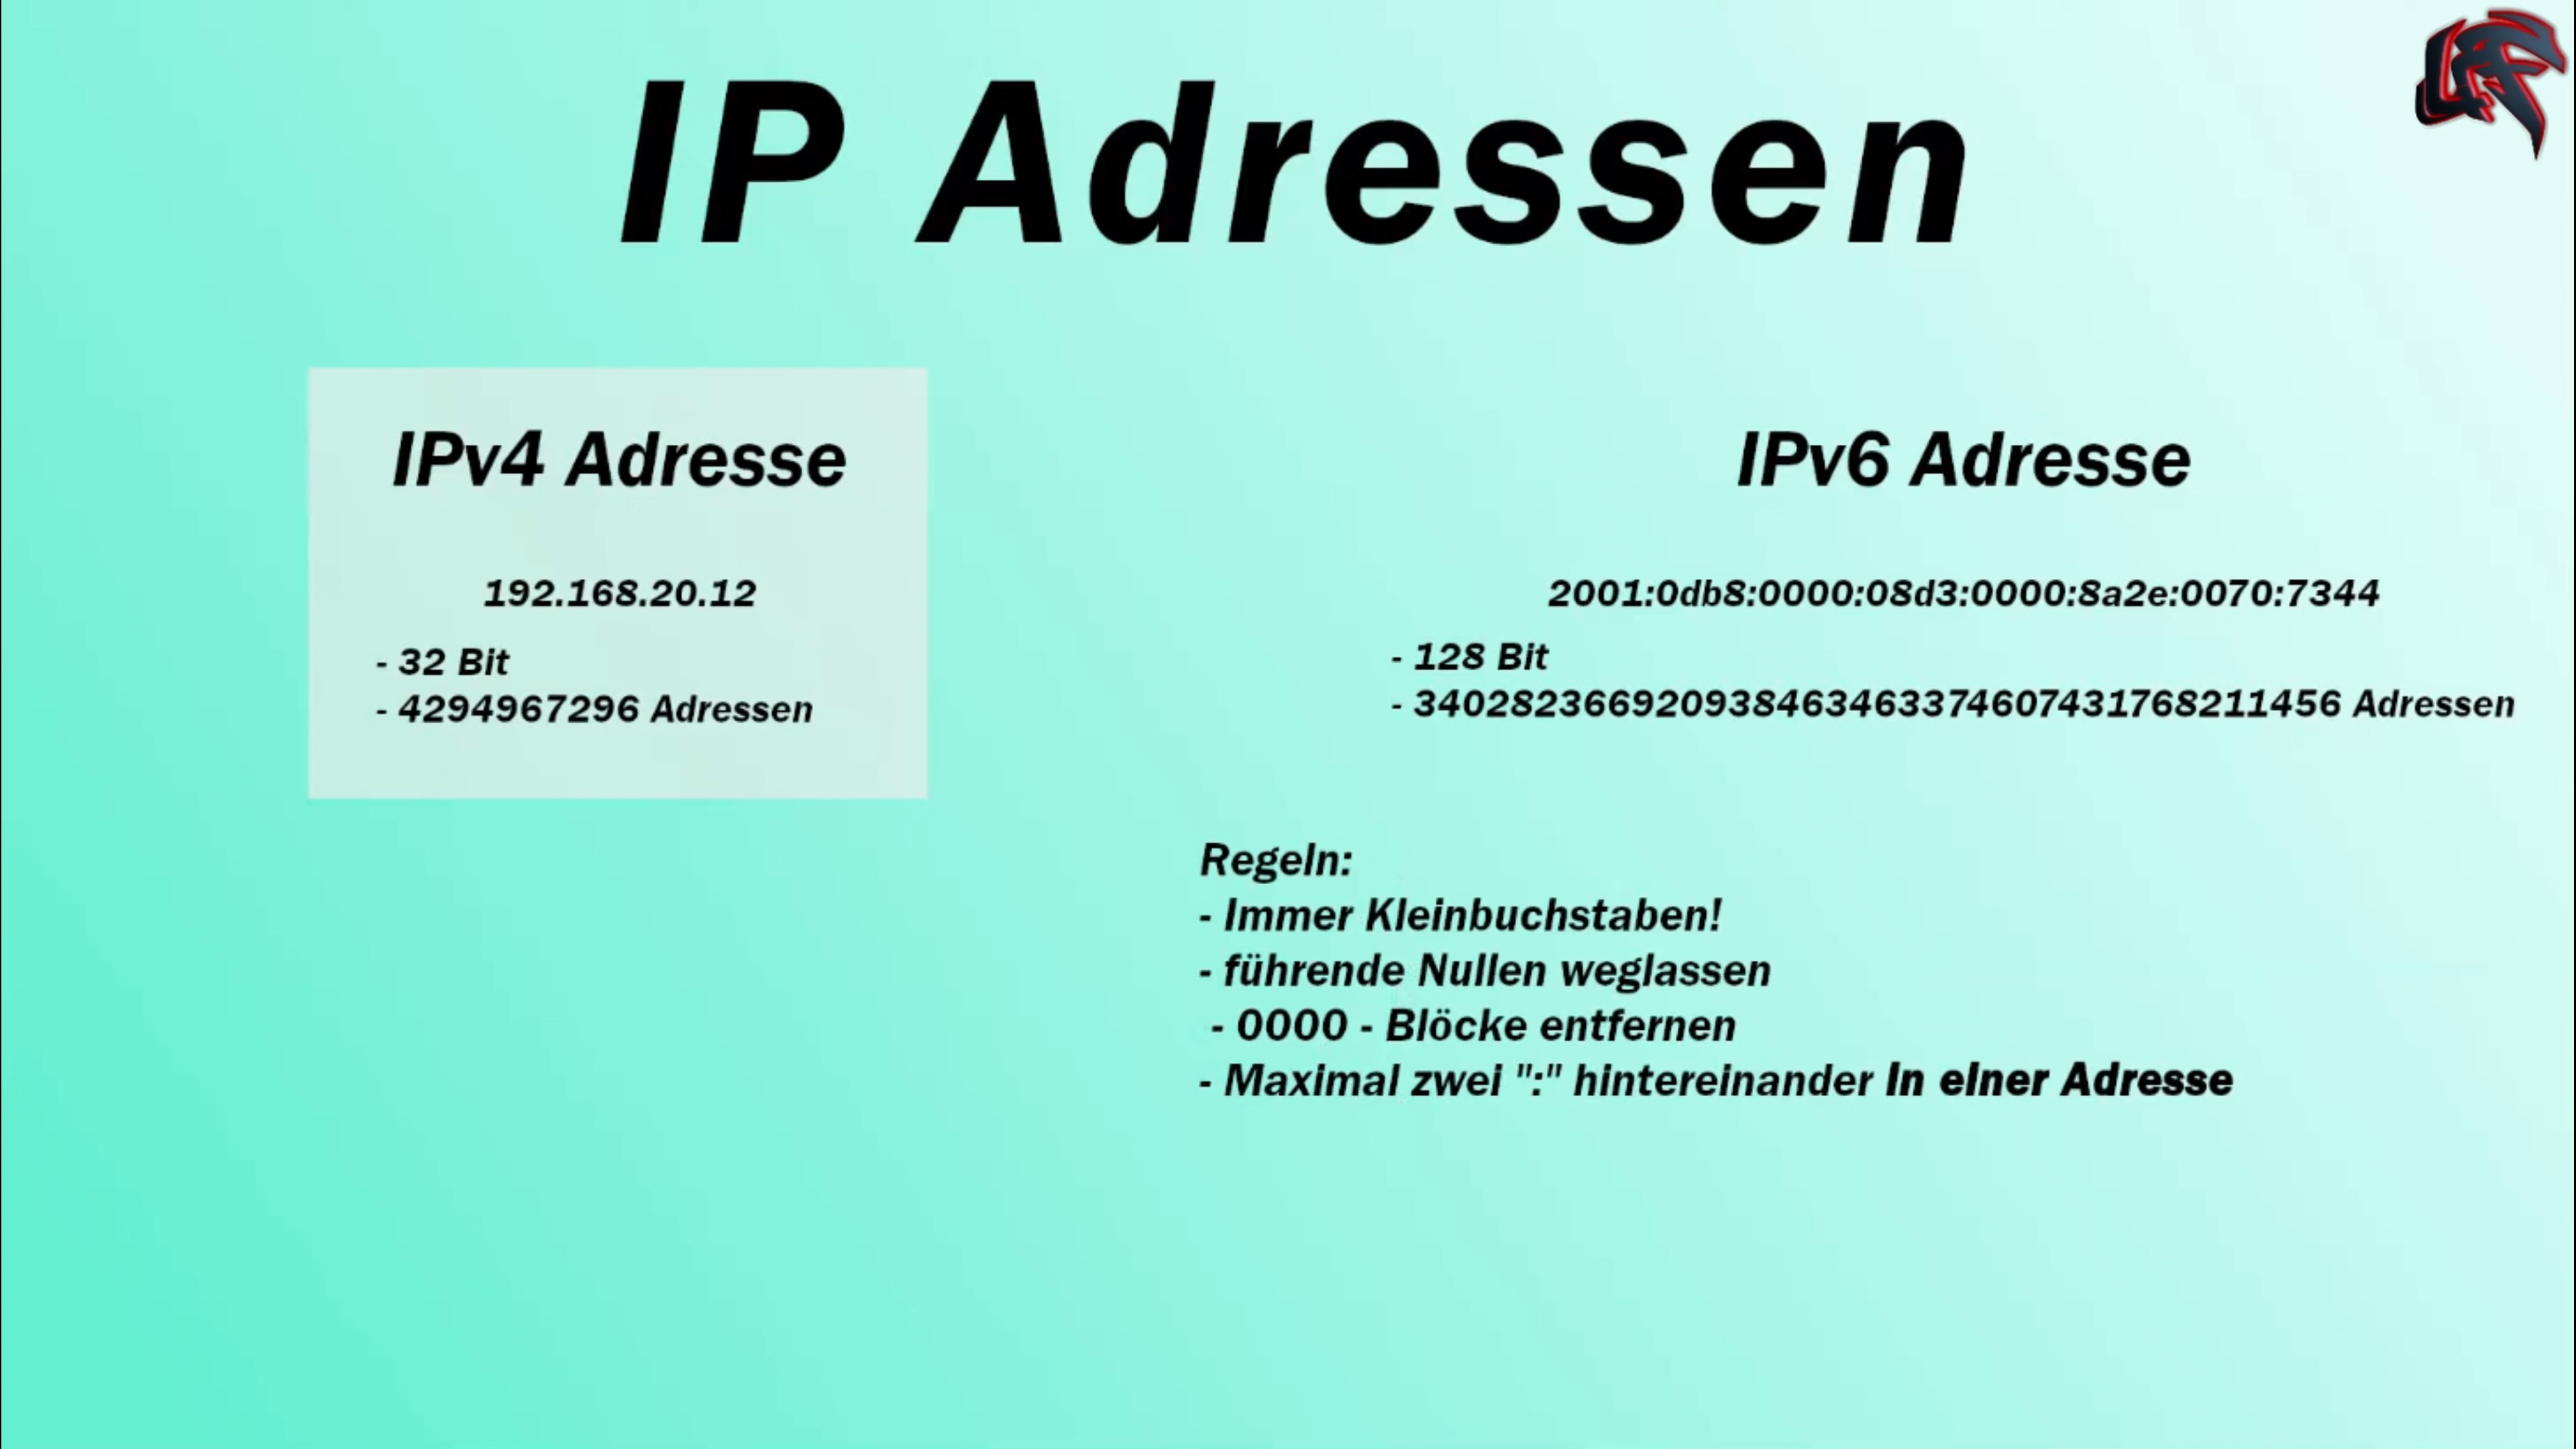 IP Adressen
IPv4 Adresse
192.168.20.12
- 32 Bit
- 4294967296 Adressen
IPv6 Adresse
2001:0db8:0000:08d3:0000:8a2e:0070:7344
- 128 Bit
- 340282366920938463463374607431768211456 Adressen
Regeln:
- Immer Kleinbuchstaben!
- führende Nullen weglassen
- 0000 - Blöcke entfernen
- Maximal zwei ":" hintereinander In einer Adresse